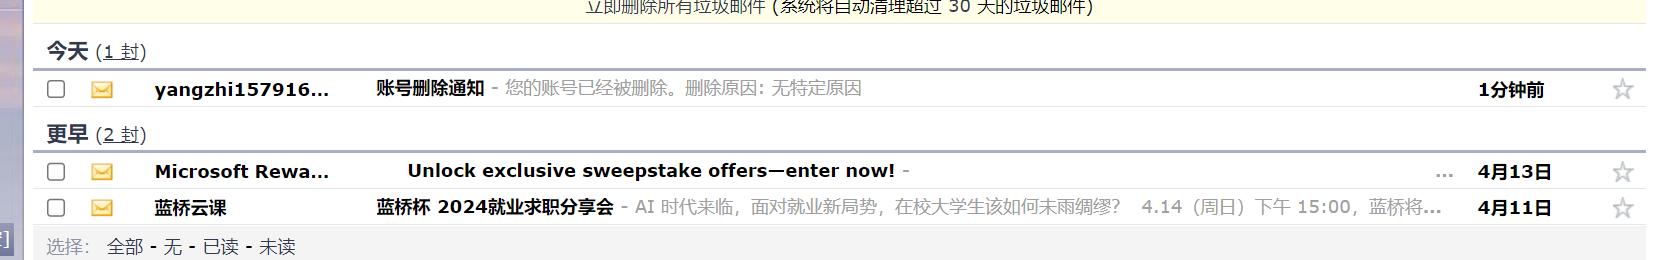 立即删除所有垃圾邮件 (系统将自动清理超过 30 天的垃圾邮件)
今天 (1 封)
yangzhi157916... 账号删除通知 - 您的账号已经被删除。删除原因: 无特定原因 1分钟前
更早 (2 封)
Microsoft Rewa... Unlock exclusive sweepstake offers—enter now! - ... 4月13日
蓝桥云课 蓝桥杯 2024就业求职分享会 - AI 时代来临，面对就业新局势，在校大学生该如何未雨绸缪？ 4.14（周日）下午 15:00，蓝桥将... 4月11日
选择： 全部 - 无 - 已读 - 未读